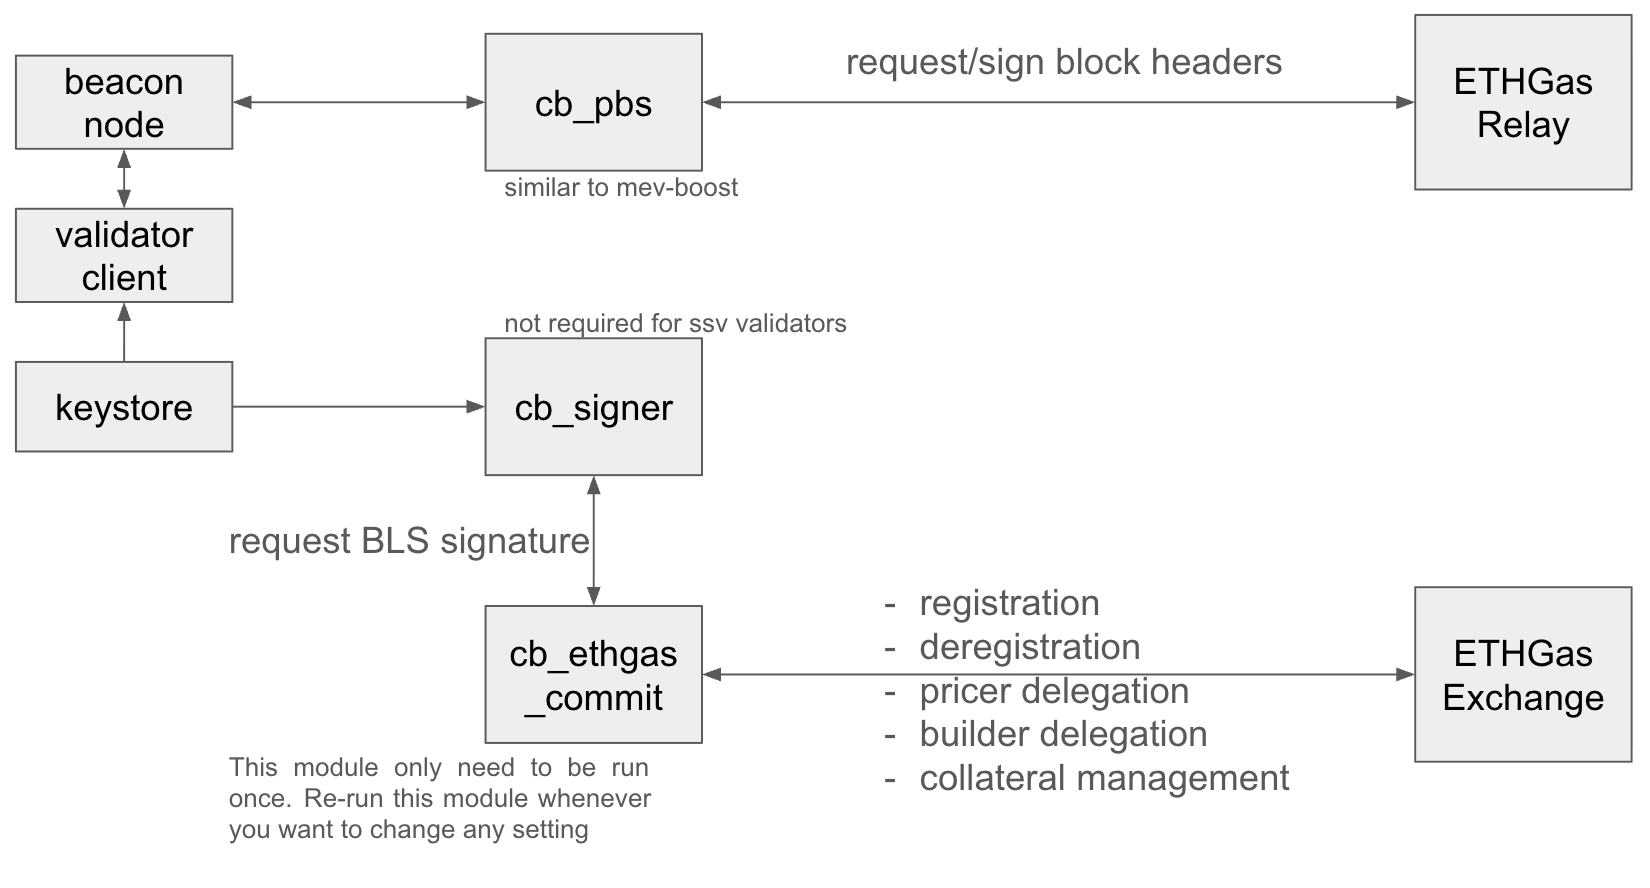 beacon
node
cb_pbs
request/sign block headers
ETHGas
Relay
similar to mev-boost
validator
client
not required for ssv validators
keystore
cb_signer
request BLS signature
cb_ethgas
_commit
- registration
- deregistration
- pricer delegation
- builder delegation
- collateral management
ETHGas
Exchange
This module only need to be run
once. Re-run this module whenever
you want to change any setting